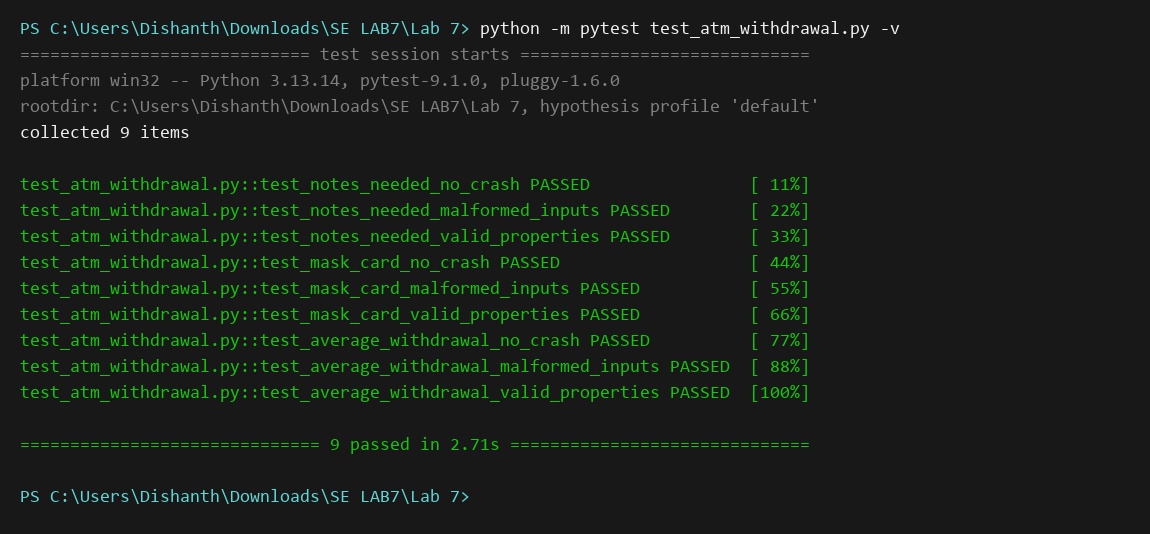 PS C:\Users\Dishanth\Downloads\SE LAB7\Lab 7> python -m pytest test_atm_withdrawal.py -v
============================= test session starts =============================
platform win32 -- Python 3.13.14, pytest-9.1.0, pluggy-1.6.0
rootdir: C:\Users\Dishanth\Downloads\SE LAB7\Lab 7, hypothesis profile 'default'
collected 9 items
test_atm_withdrawal.py::test_notes_needed_no_crash PASSED                [ 11%]
test_atm_withdrawal.py::test_notes_needed_malformed_inputs PASSED        [ 22%]
test_atm_withdrawal.py::test_notes_needed_valid_properties PASSED        [ 33%]
test_atm_withdrawal.py::test_mask_card_no_crash PASSED                   [ 44%]
test_atm_withdrawal.py::test_mask_card_malformed_inputs PASSED           [ 55%]
test_atm_withdrawal.py::test_mask_card_valid_properties PASSED           [ 66%]
test_atm_withdrawal.py::test_average_withdrawal_no_crash PASSED          [ 77%]
test_atm_withdrawal.py::test_average_withdrawal_malformed_inputs PASSED  [ 88%]
test_atm_withdrawal.py::test_average_withdrawal_valid_properties PASSED  [100%]
============================== 9 passed in 2.71s ==============================
PS C:\Users\Dishanth\Downloads\SE LAB7\Lab 7>